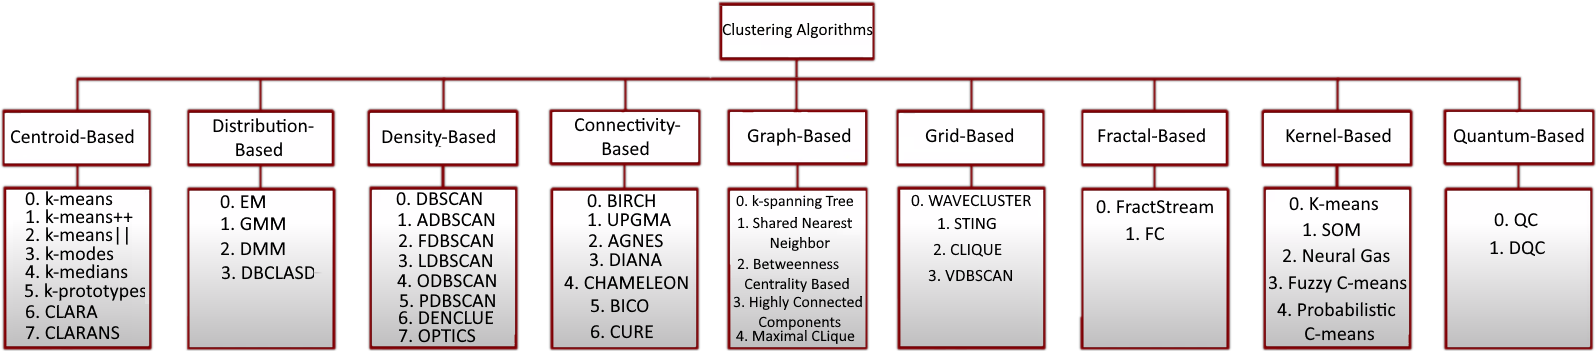 Clustering Algorithms
Centroid-Based
0. k-means
1. k-means++
2. k-means||
3. k-modes
4. k-medians
5. k-prototypes
6. CLARA
7. CLARANS
Distribution-
Based
0. EM
1. GMM
2. DMM
3. DBCLASD
Density-Based
0. DBSCAN
1. ADBSCAN
2. FDBSCAN
3. LDBSCAN
4. ODBSCAN
5. PDBSCAN
6. DENCLUE
7. OPTICS
Connectivity-
Based
0. BIRCH
1. UPGMA
2. AGNES
3. DIANA
4. CHAMELEON
5. BICO
6. CURE
Graph-Based
0. k-spanning Tree
1. Shared Nearest
Neighbor
2. Betweenness
Centrality Based
3. Highly Connected
Components
4. Maximal CLique
Grid-Based
0. WAVECLUSTER
1. STING
2. CLIQUE
3. VDBSCAN
Fractal-Based
0. FractStream
1. FC
Kernel-Based
0. K-means
1. SOM
2. Neural Gas
3. Fuzzy C-means
4. Probabilistic
C-means
Quantum-Based
0. QC
1. DQC